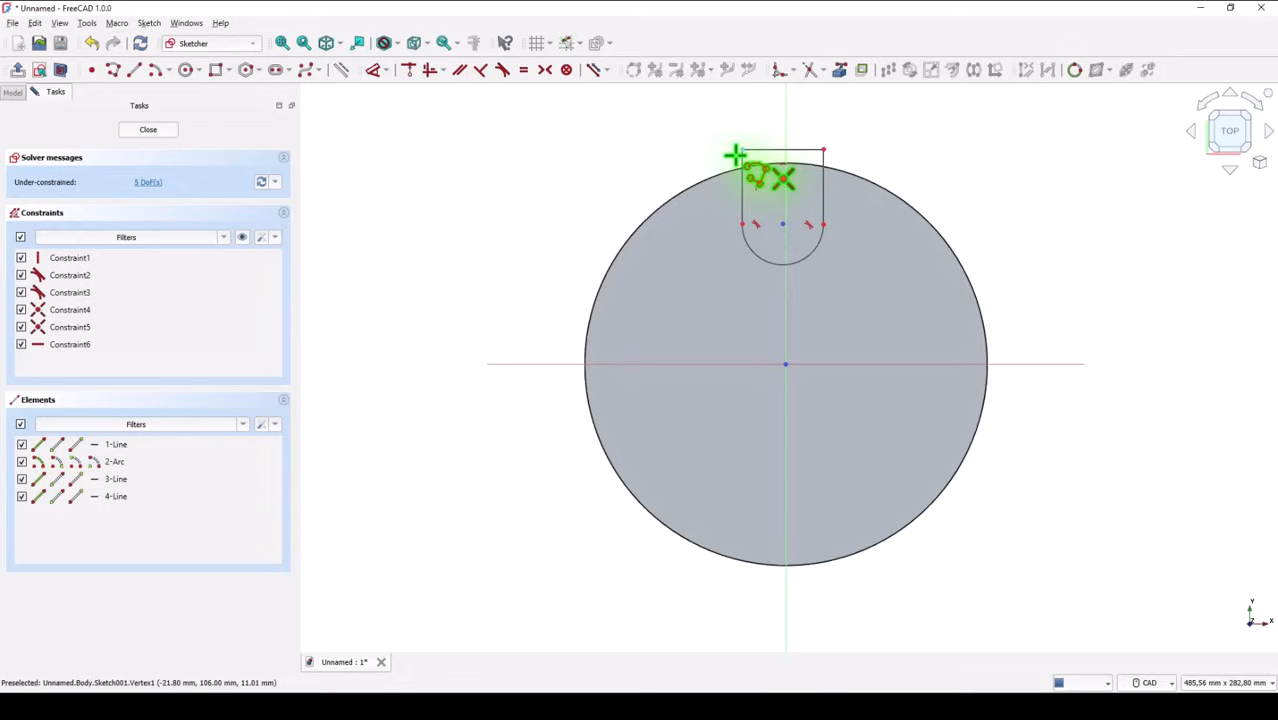 Unnamed - FreeCAD 1.0.0
File Edit View Tools Macro Sketch Windows Help
Sketcher
Model Tasks
Tasks
Close
Solver messages
Under-constrained: 5 DoF(s)
Constraints
Filters
Constraint1
Constraint2
Constraint3
Constraint4
Constraint5
Constraint6
Elements
Filters
1-Line
2-Arc
3-Line
4-Line
TOP
Y
Z X
Unnamed : 1*
Preselected: Unnamed.Body.Sketch001.Vertex1 (-21.80 mm, 106.00 mm, 11.01 mm)
CAD
485,56 mm x 282,80 mm